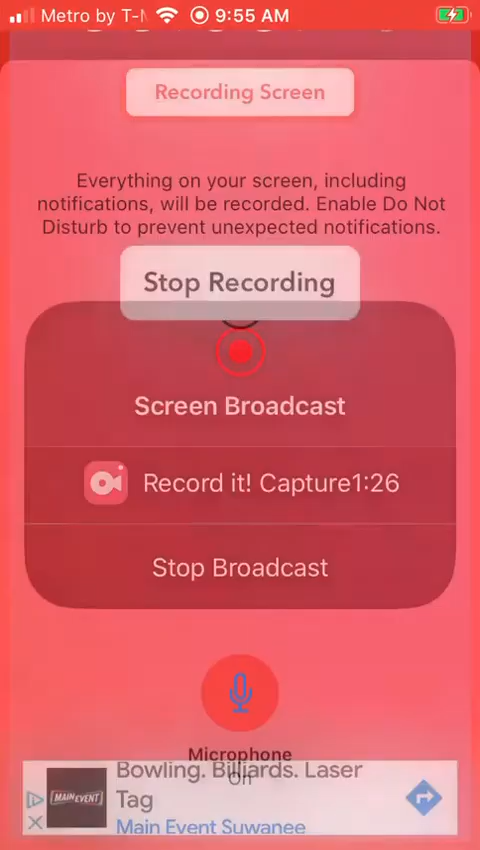 Metro by T-M 9:55 AM
Recording Screen
Everything on your screen, including
notifications, will be recorded. Enable Do Not
Disturb to prevent unexpected notifications.
Stop Recording
Screen Broadcast
Record it! Capture1:26
Stop Broadcast
Microphone
On
Bowling. Billiards. Laser
Tag
MAIN EVENT
Main Event Suwanee